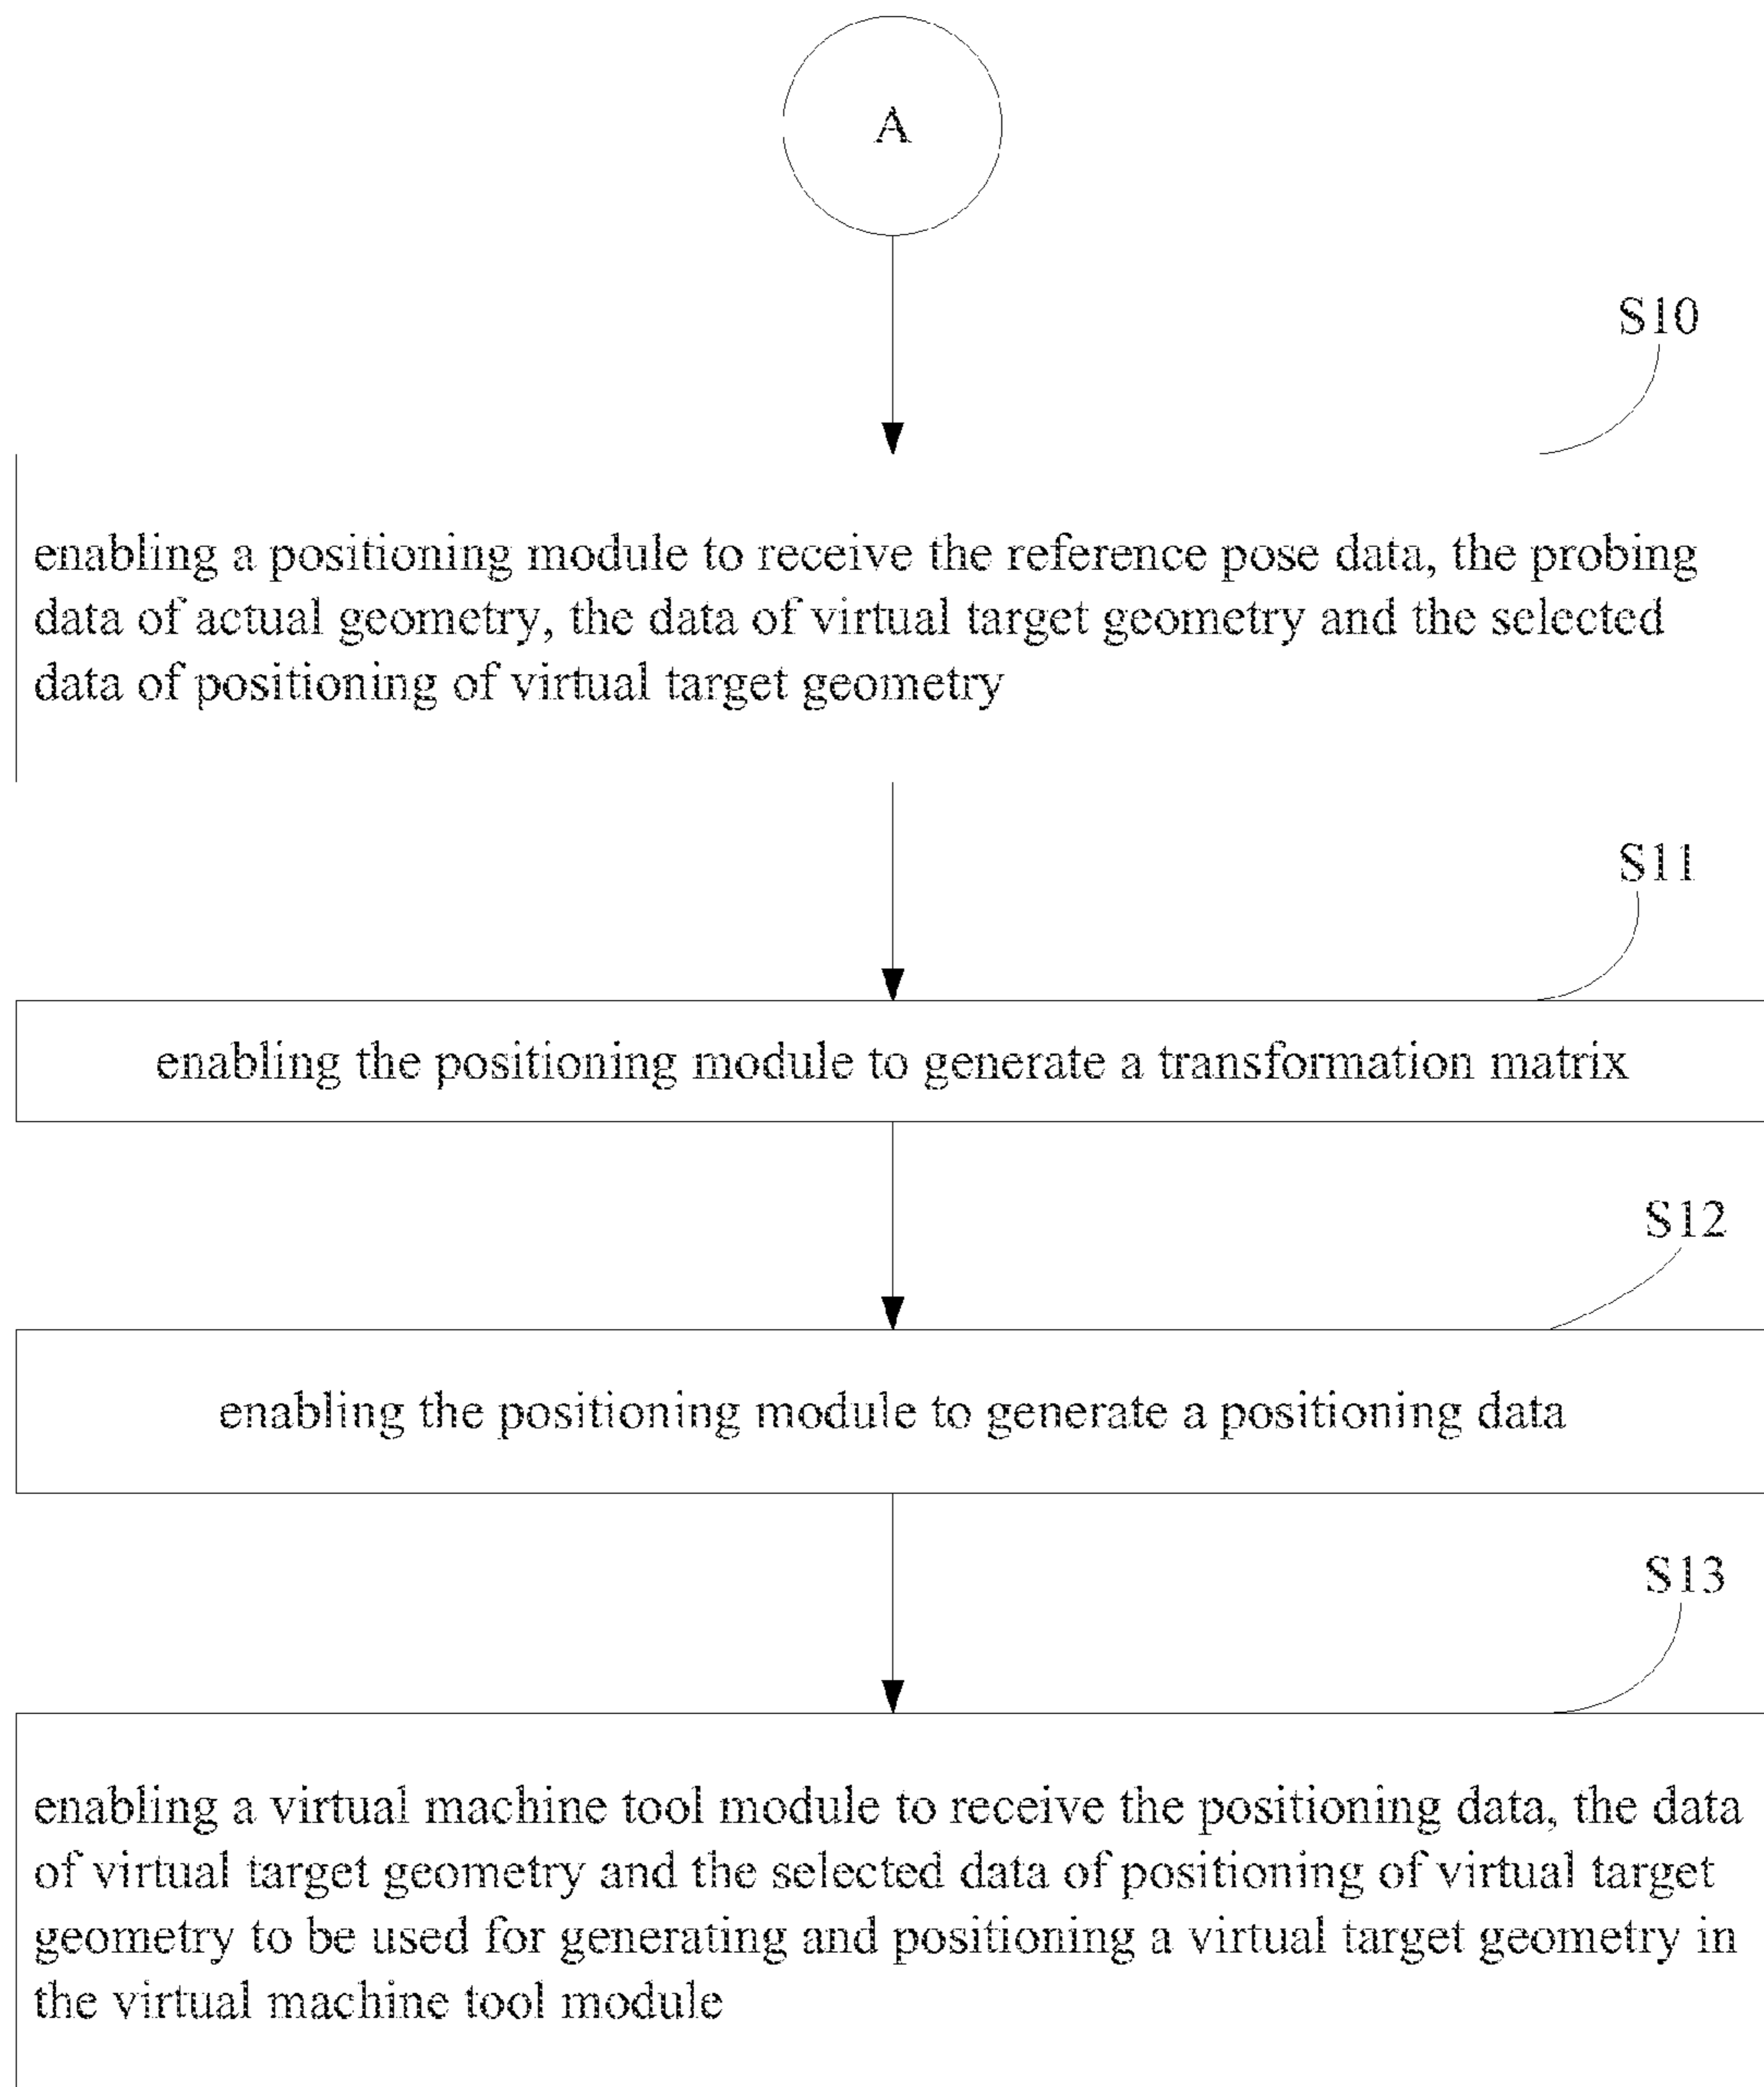 A
S10
enabling a positioning module to receive the reference pose data, the probing
data of actual geometry, the data of virtual target geometry and the selected
data of positioning of virtual target geometry
S11
enabling the positioning module to generate a transformation matrix
S12
enabling the positioning module to generate a positioning data
S13
enabling a virtual machine tool module to receive the positioning data, the data
of virtual target geometry and the selected data of positioning of virtual target
geometry to be used for generating and positioning a virtual target geometry in
the virtual machine tool module